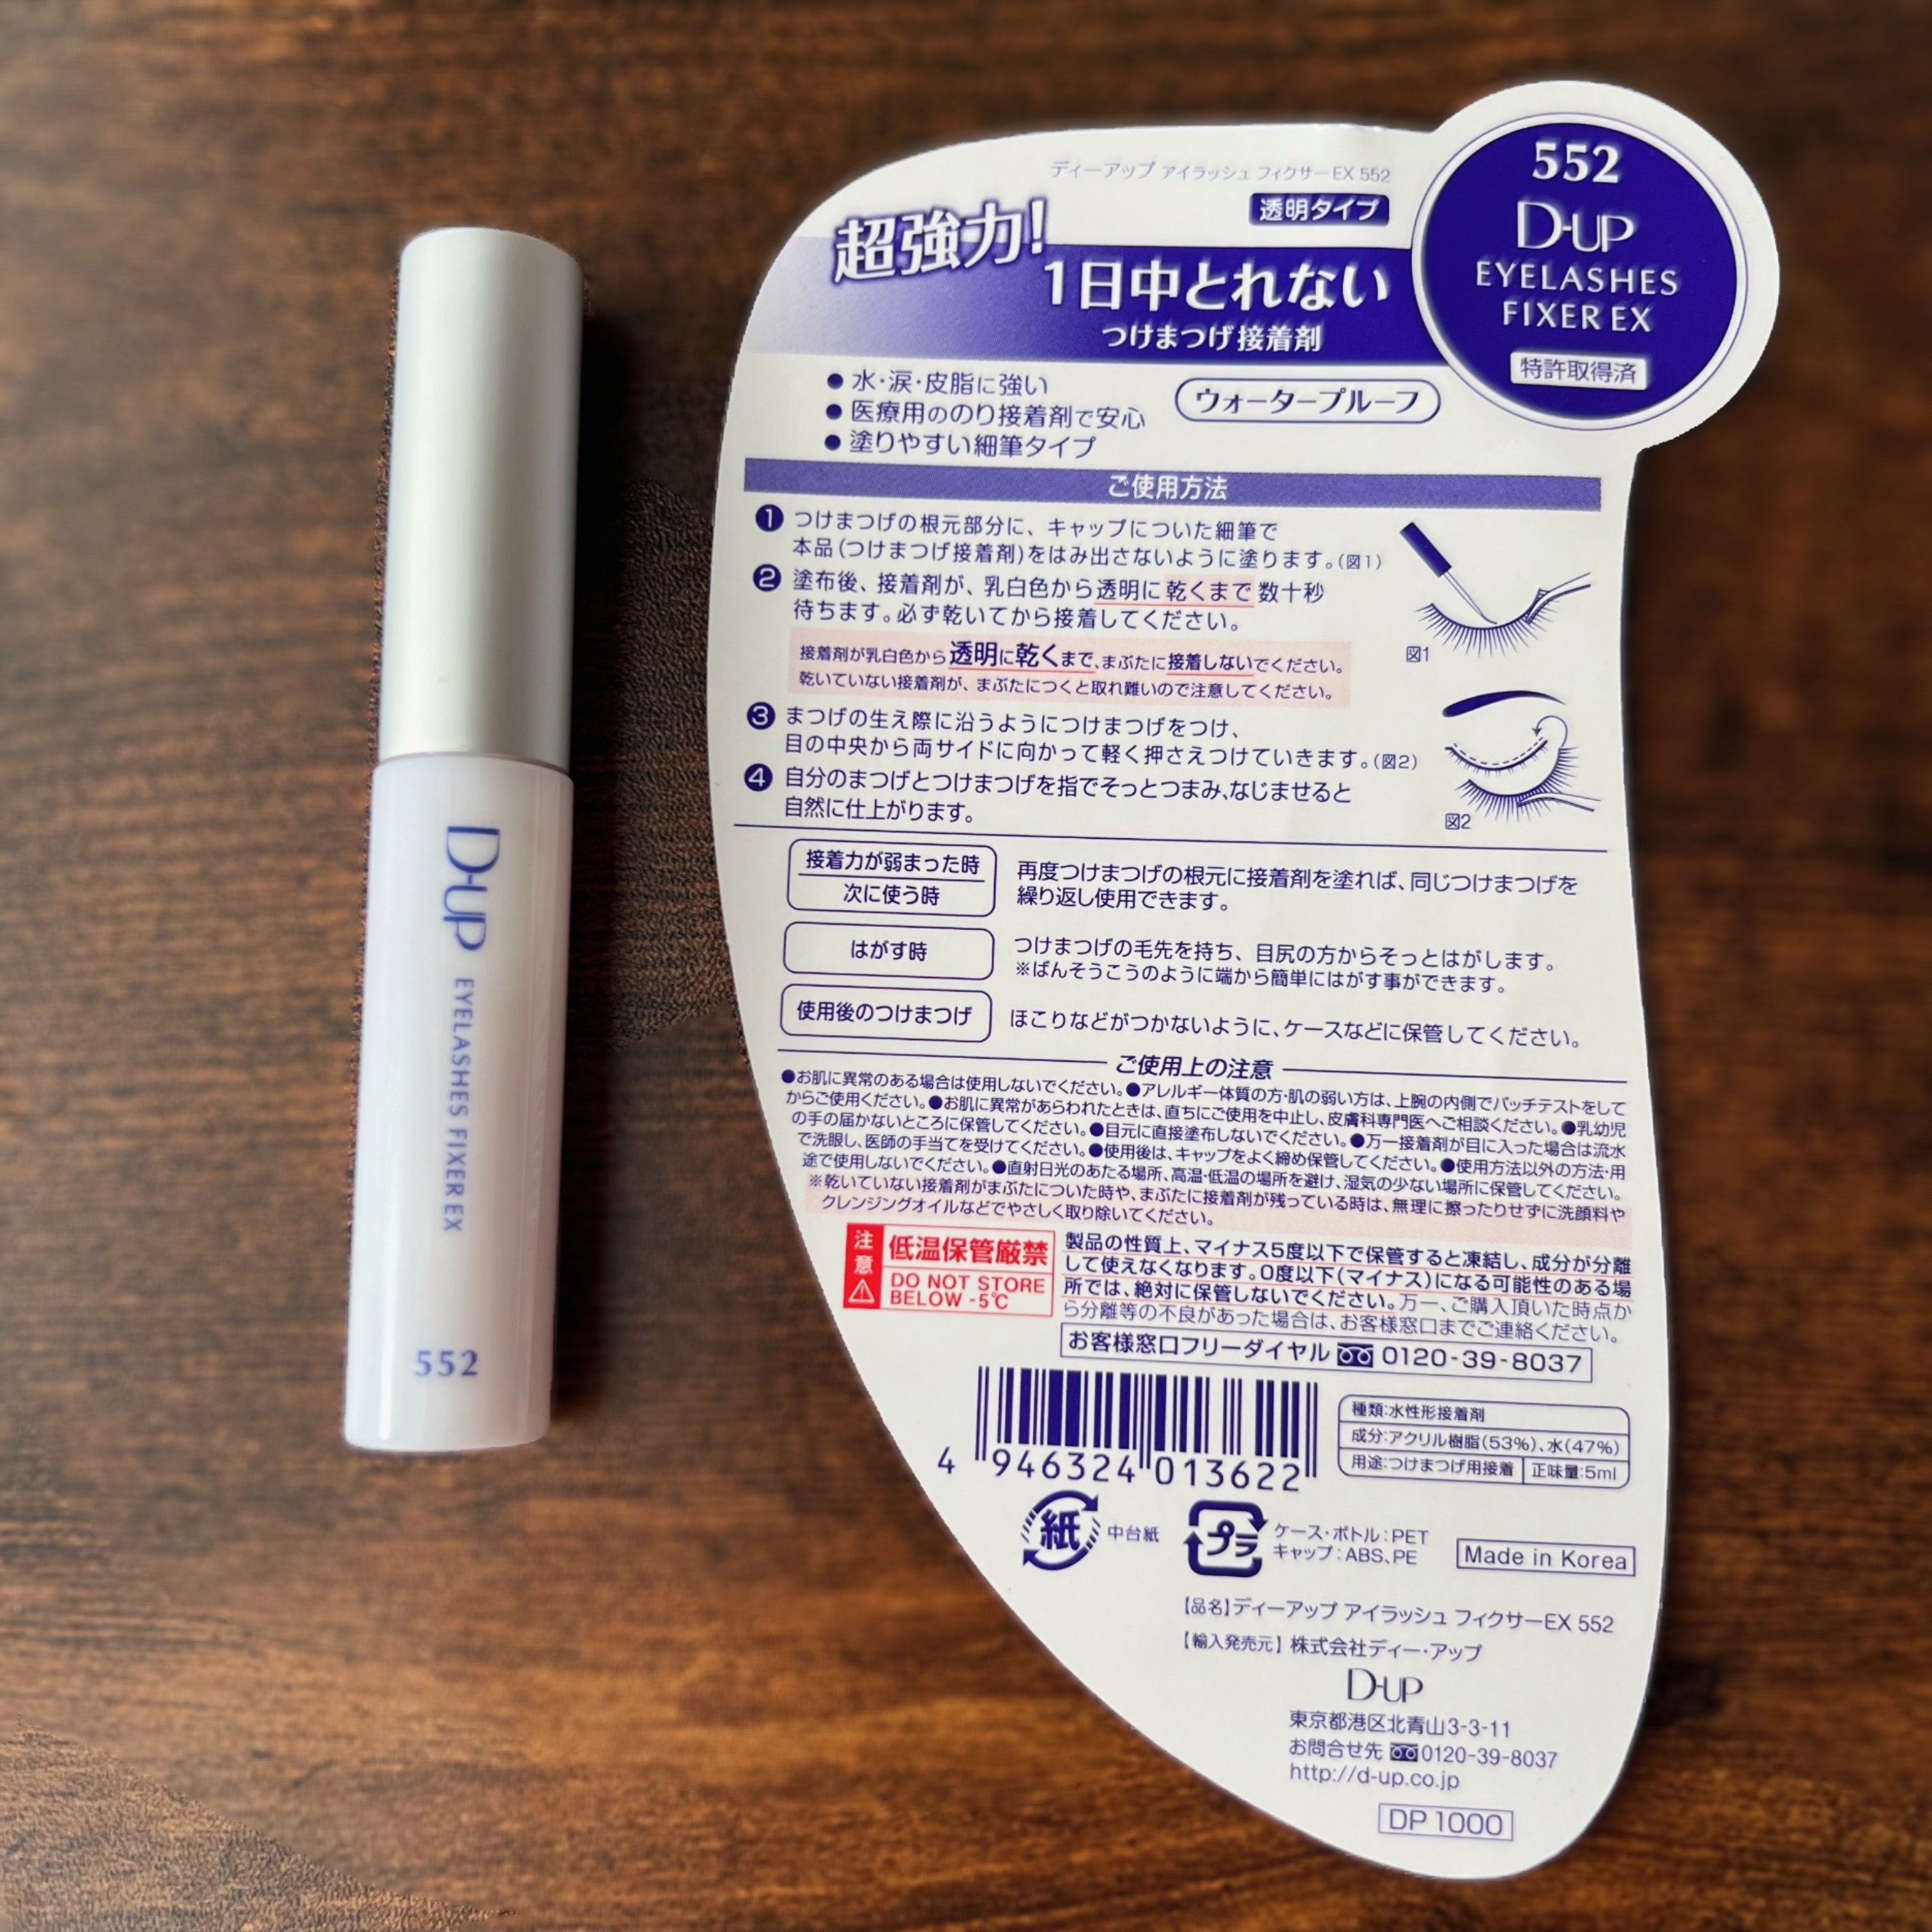 D-UP EYELASHES FIXER EX
552
ディーアップ アイラッシュ フィクサーEX 552
透明タイプ
超強力!
1日中とれない
つけまつげ接着剤
552
D-UP
EYELASHES
FIXER EX
特許取得済
●水・涙・皮脂に強い
●医療用ののり接着剤で安心
●塗りやすい細筆タイプ
ウォータープルーフ
ご使用方法
❶つけまつげの根元部分に、キャップについた細筆で
本品(つけまつげ接着剤)をはみ出さないように塗ります。(図1)
❷塗布後、接着剤が、乳白色から透明に乾くまで数十秒
待ちます。必ず乾いてから接着してください。
接着剤が乳白色から透明に乾くまで、まぶたに接着しないでください。
乾いていない接着剤が、まぶたにつくと取れ難いので注意してください。
図1
❸まつげの生え際に沿うようにつけまつげをつけ、
目の中央から両サイドに向かって軽く押さえつけていきます。(図2)
❹自分のまつげとつけまつげを指でそっとつまみ、なじませると
自然に仕上がります。
図2
接着力が弱まった時
次に使う時
再度つけまつげの根元に接着剤を塗れば、同じつけまつげを
繰り返し使用できます。
はがす時
つけまつげの毛先を持ち、目尻の方からそっとはがします。
※ばんそうこうのように端から簡単にはがす事ができます。
使用後のつけまつげ
ほこりなどがつかないように、ケースなどに保管してください。
ご使用上の注意
●お肌に異常のある場合は使用しないでください。●アレルギー体質の方・肌の弱い方は、上腕の内側でパッチテストをして
からご使用ください。●お肌に異常があらわれたときは、直ちにご使用を中止し、皮膚科専門医へご相談ください。●乳幼児
の手の届かないところに保管してください。●目元に直接塗布しないでください。●万一接着剤が目に入った場合は流水
で洗眼し、医師の手当てを受けてください。●使用後は、キャップをよく締め保管してください。●使用方法以外の方法・用
途で使用しないでください。●直射日光のあたる場所、高温・低温の場所を避け、湿気の少ない場所に保管してください。
※乾いていない接着剤がまぶたについた時や、まぶたに接着剤が残っている時は、無理に擦ったりせずに洗顔料や
クレンジングオイルなどでやさしく取り除いてください。
注意
低温保管厳禁
DO NOT STORE
BELOW -5℃
製品の性質上、マイナス5度以下で保管すると凍結し、成分が分離
して使えなくなります。0度以下(マイナス)になる可能性のある場
所では、絶対に保管しないでください。万一、ご購入頂いた時点か
ら分離等の不良があった場合は、お客様窓口までご連絡ください。
お客様窓口フリーダイヤル 0120-39-8037
4 946324 013622
種類:水性形接着剤
成分:アクリル樹脂(53%)、水(47%)
用途:つけまつげ用接着 正味量:5ml
紙 中台紙
プラ ケース・ボトル:PET
キャップ:ABS、PE
Made in Korea
【品名】ディーアップ アイラッシュ フィクサーEX 552
【輸入発売元】株式会社ディー・アップ
D-UP
東京都港区北青山3-3-11
お問合せ先 0120-39-8037
http://d-up.co.jp
DP 1000